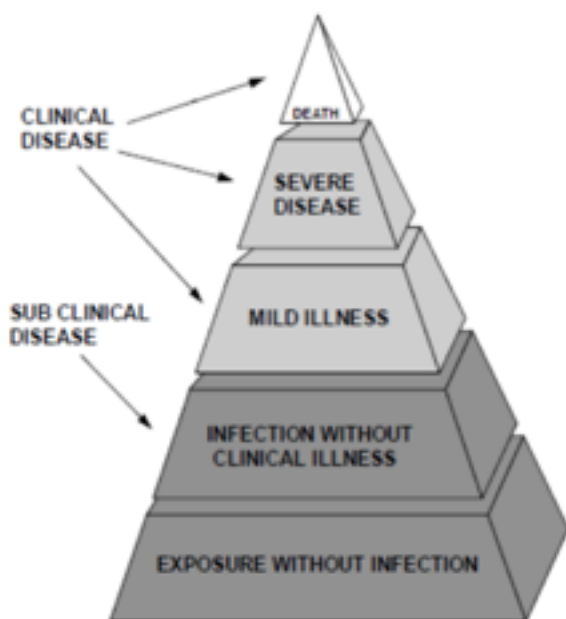 DEATH
CLINICAL
DISEASE
SEVERE
DISEASE
SUB CLINICAL
DISEASE
MILD ILLNESS
INFECTION WITHOUT
CLINICAL ILLNESS
EXPOSURE WITHOUT INFECTION